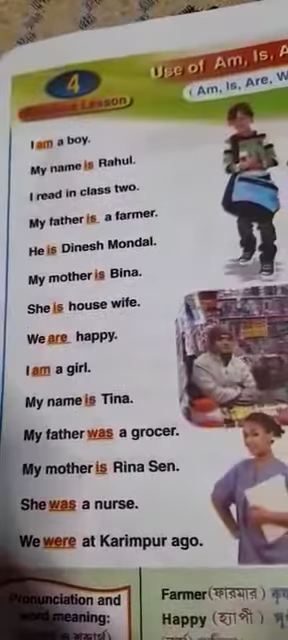 4
Lesson
Use of Am, Is, A
( Am, Is, Are, W
I am a boy.
My name is Rahul.
I read in class two.
My father is a farmer.
He is Dinesh Mondal.
My mother is Bina.
She is house wife.
We are happy.
I am a girl.
My name is Tina.
My father was a grocer.
My mother is Rina Sen.
She was a nurse.
We were at Karimpur ago.
Pronunciation and
word meaning:
Farmer (ফারমার)
Happy (হ্যাপী)